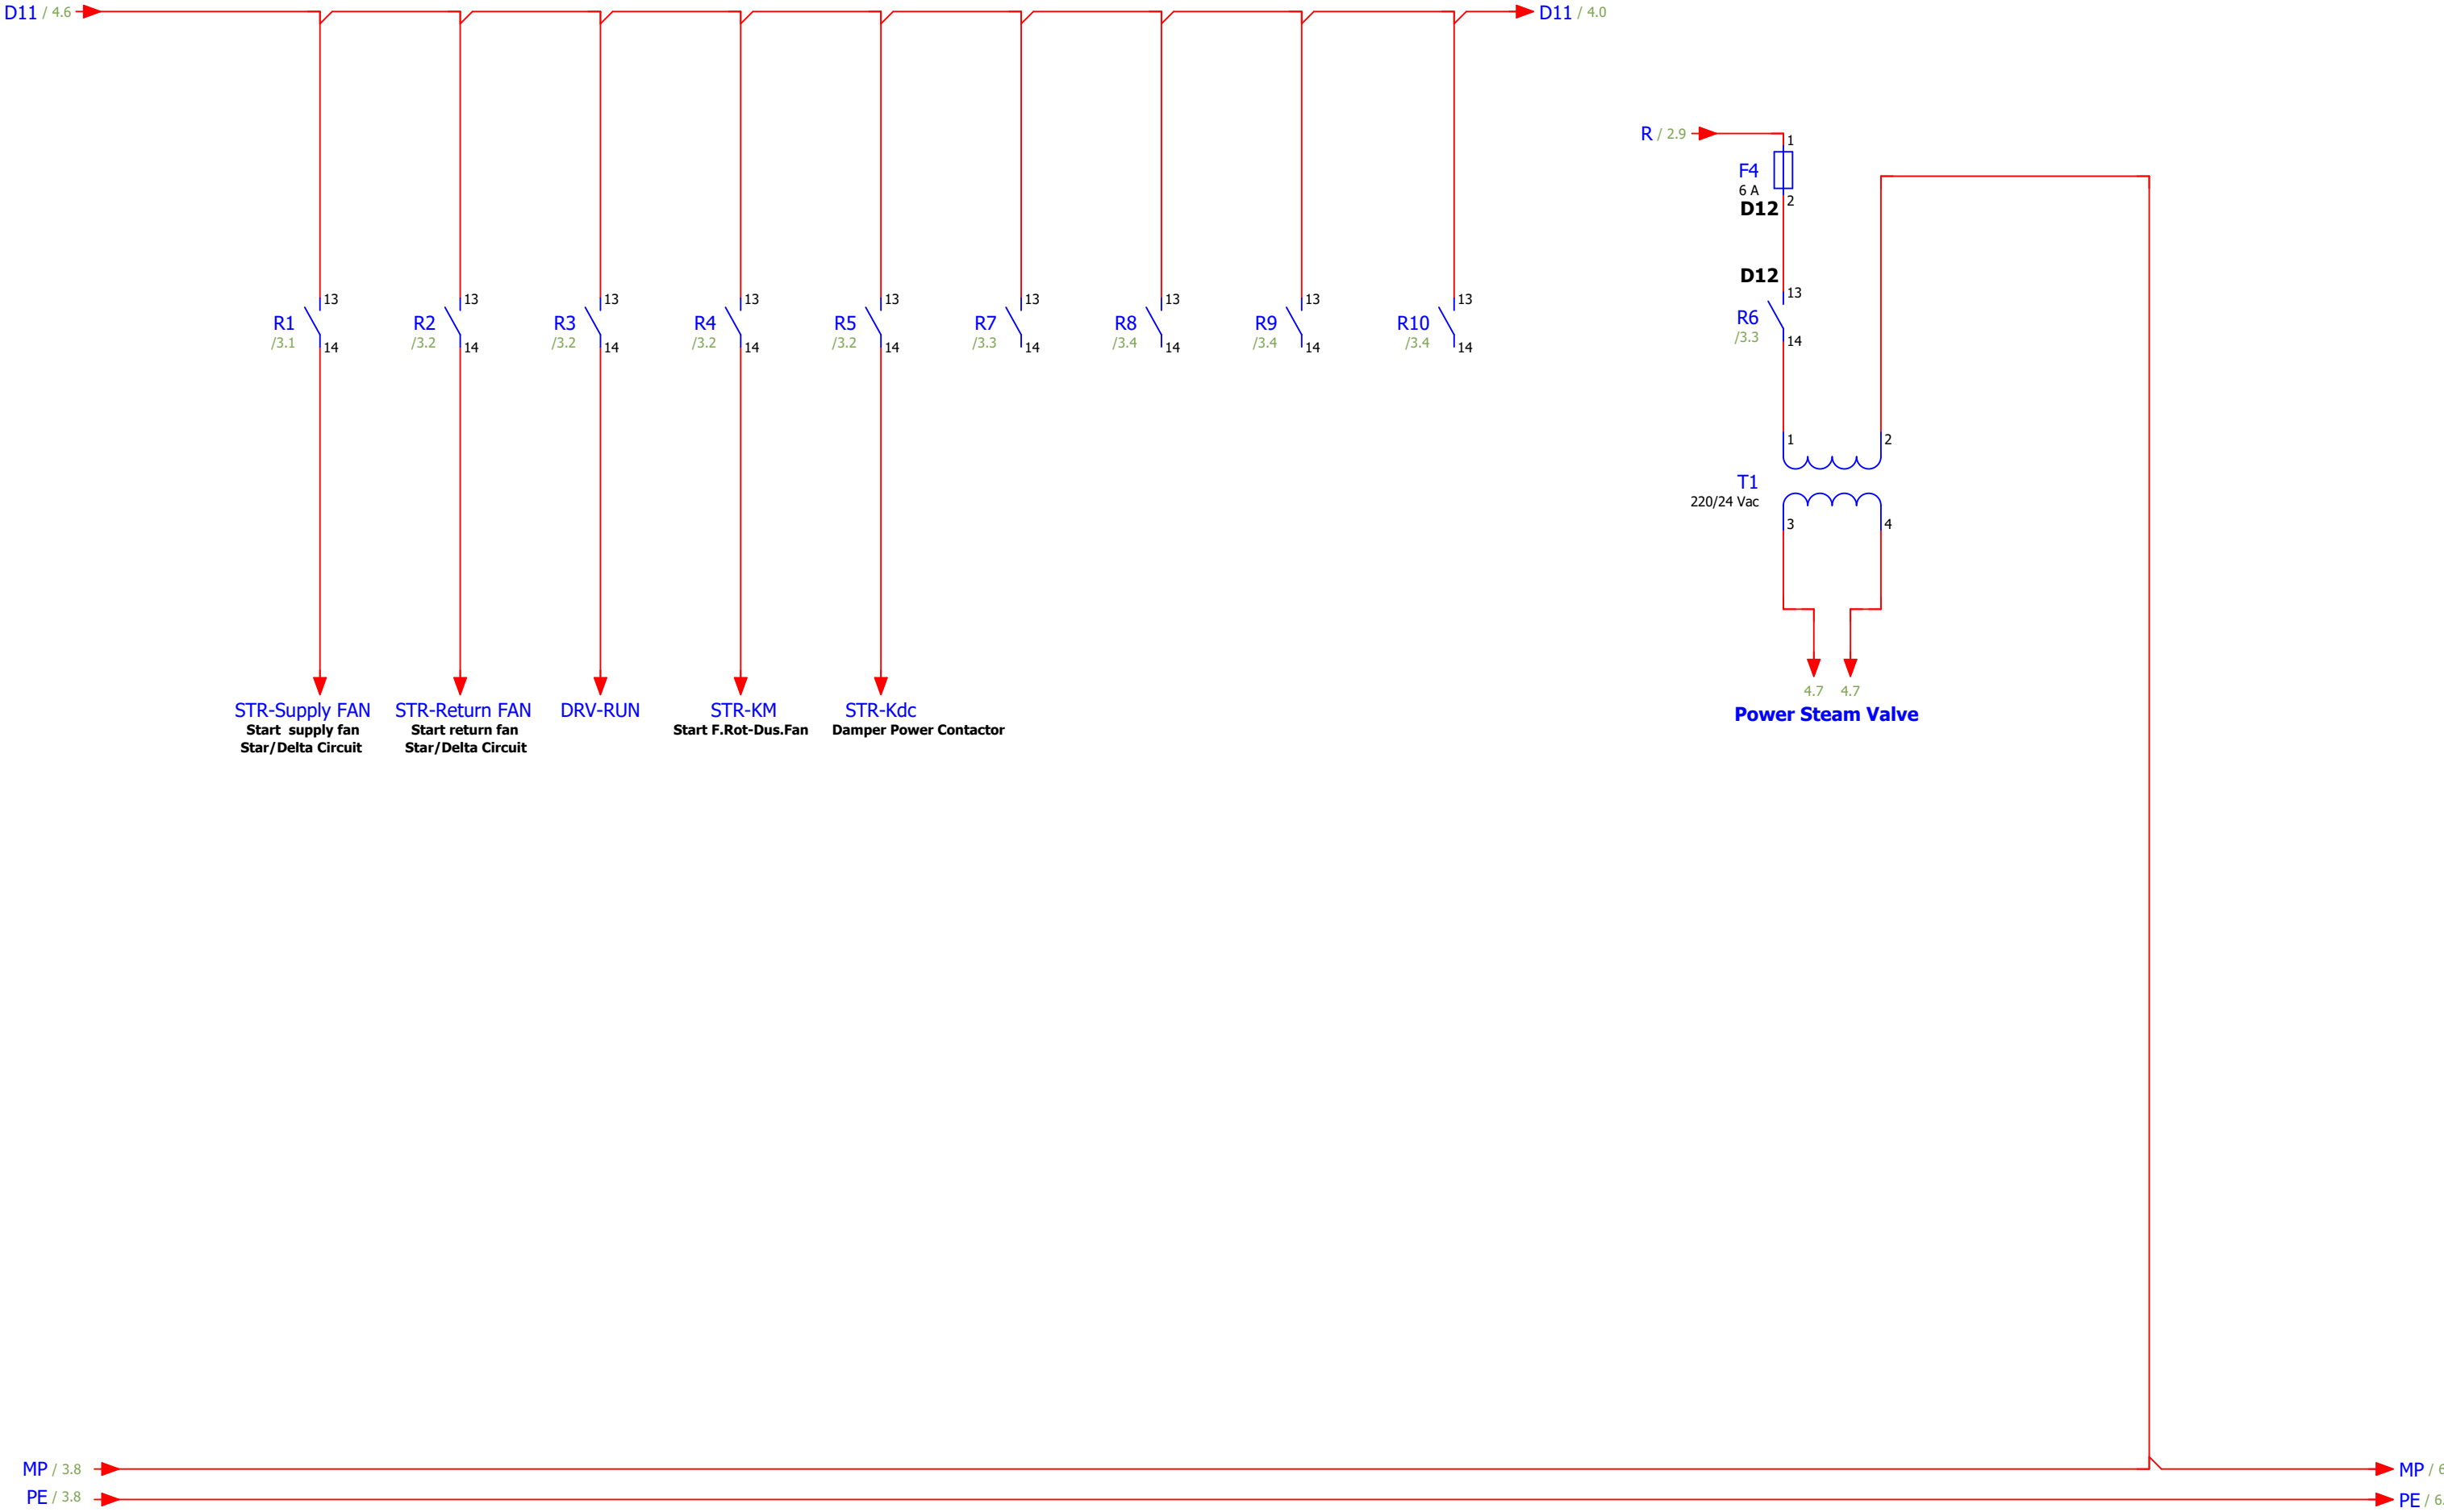 D11 / 4.6
D11 / 4.0
R / 2.9
1
F4
6 A
2
D12
D12
13
R6
/3.3
14
13
R1
/3.1
14
13
R2
/3.2
14
13
R3
/3.2
14
13
R4
/3.2
14
13
R5
/3.2
14
13
R7
/3.3
14
13
R8
/3.4
14
13
R9
/3.4
14
13
R10
/3.4
14
1
2
T1
220/24 Vac
3
4
4.7
4.7
Power Steam Valve
STR-Supply FAN
Start supply fan
Star/Delta Circuit
STR-Return FAN
Start return fan
Star/Delta Circuit
DRV-RUN
STR-KM
Start F.Rot-Dus.Fan
STR-Kdc
Damper Power Contactor
MP / 3.8
MP / 6
PE / 3.8
PE / 6.